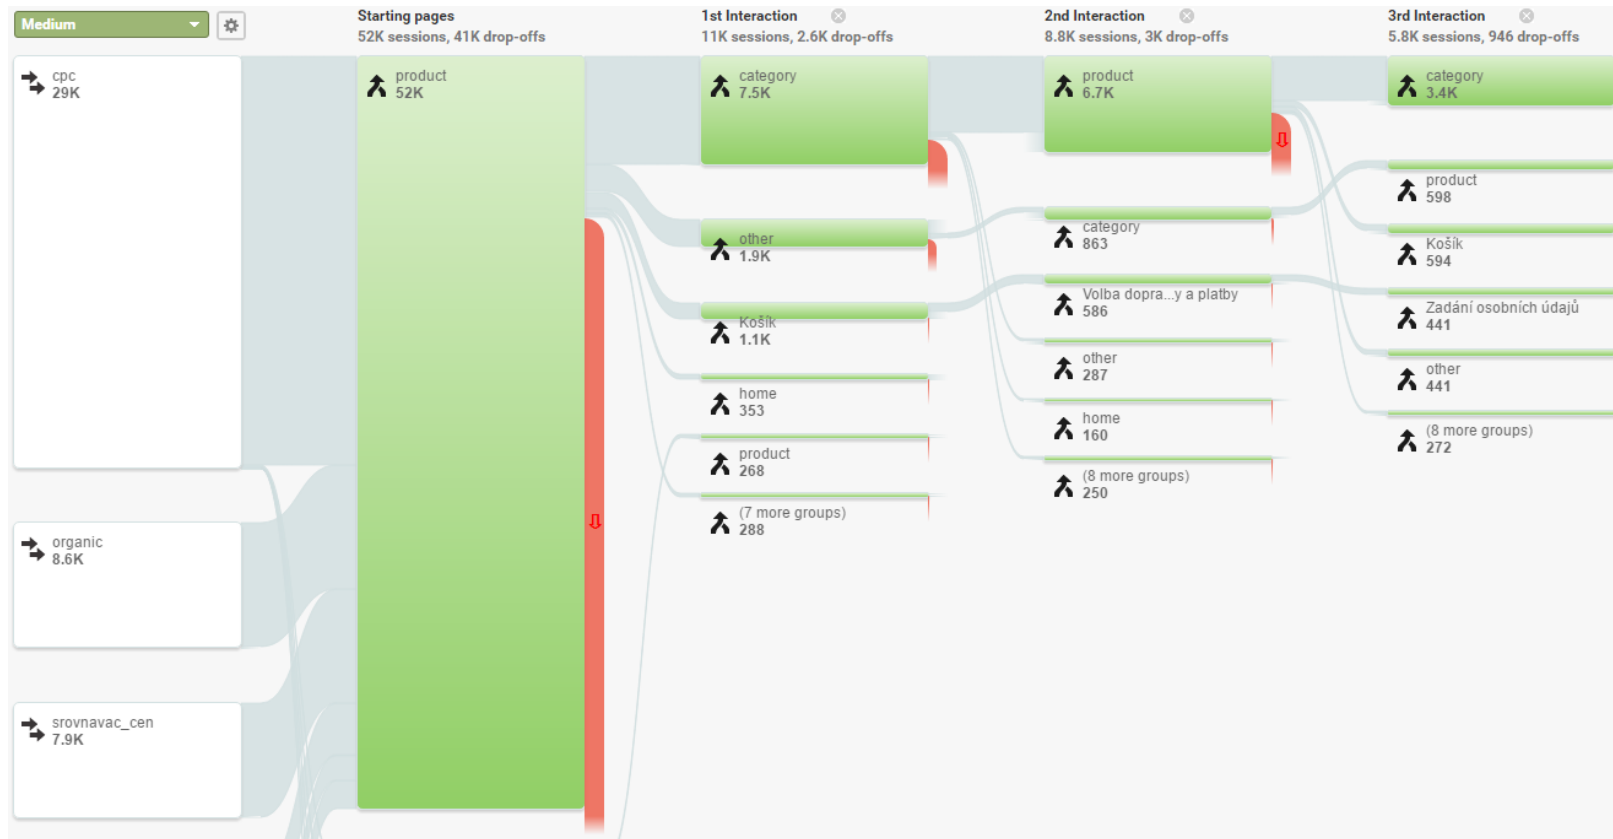 Medium
Starting pages
52K sessions, 41K drop-offs
1st Interaction
11K sessions, 2.6K drop-offs
2nd Interaction
8.8K sessions, 3K drop-offs
3rd Interaction
5.8K sessions, 946 drop-offs
cpc
29K
organic
8.6K
srovnavac_cen
7.9K
product
52K
category
7.5K
other
1.9K
Košík
1.1K
home
353
product
268
(7 more groups)
288
product
6.7K
category
863
Volba dopra...y a platby
586
other
287
home
160
(8 more groups)
250
category
3.4K
product
598
Košík
594
Zadání osobních údajů
441
other
441
(8 more groups)
272